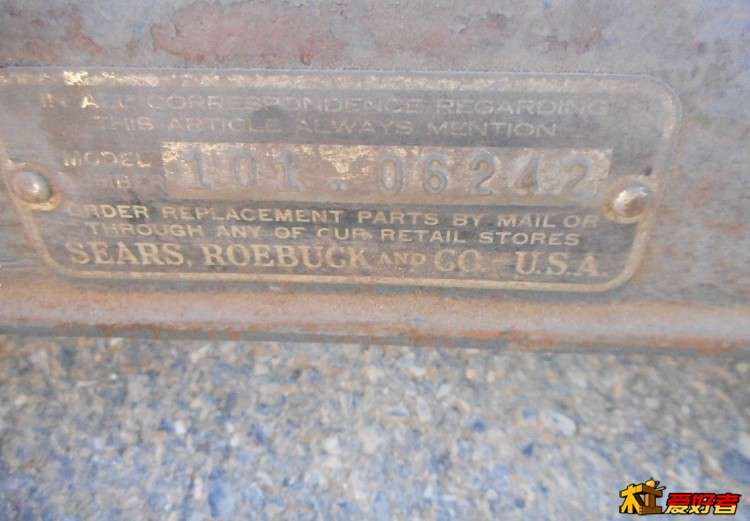 IN ALL CORRESPONDENCE REGARDING
THIS ARTICLE ALWAYS MENTION
MODEL 101.06242
ORDER REPLACEMENT PARTS BY MAIL OR
THROUGH ANY OF OUR RETAIL STORES
SEARS, ROEBUCK AND CO.-U.S.A.
木工爱好者